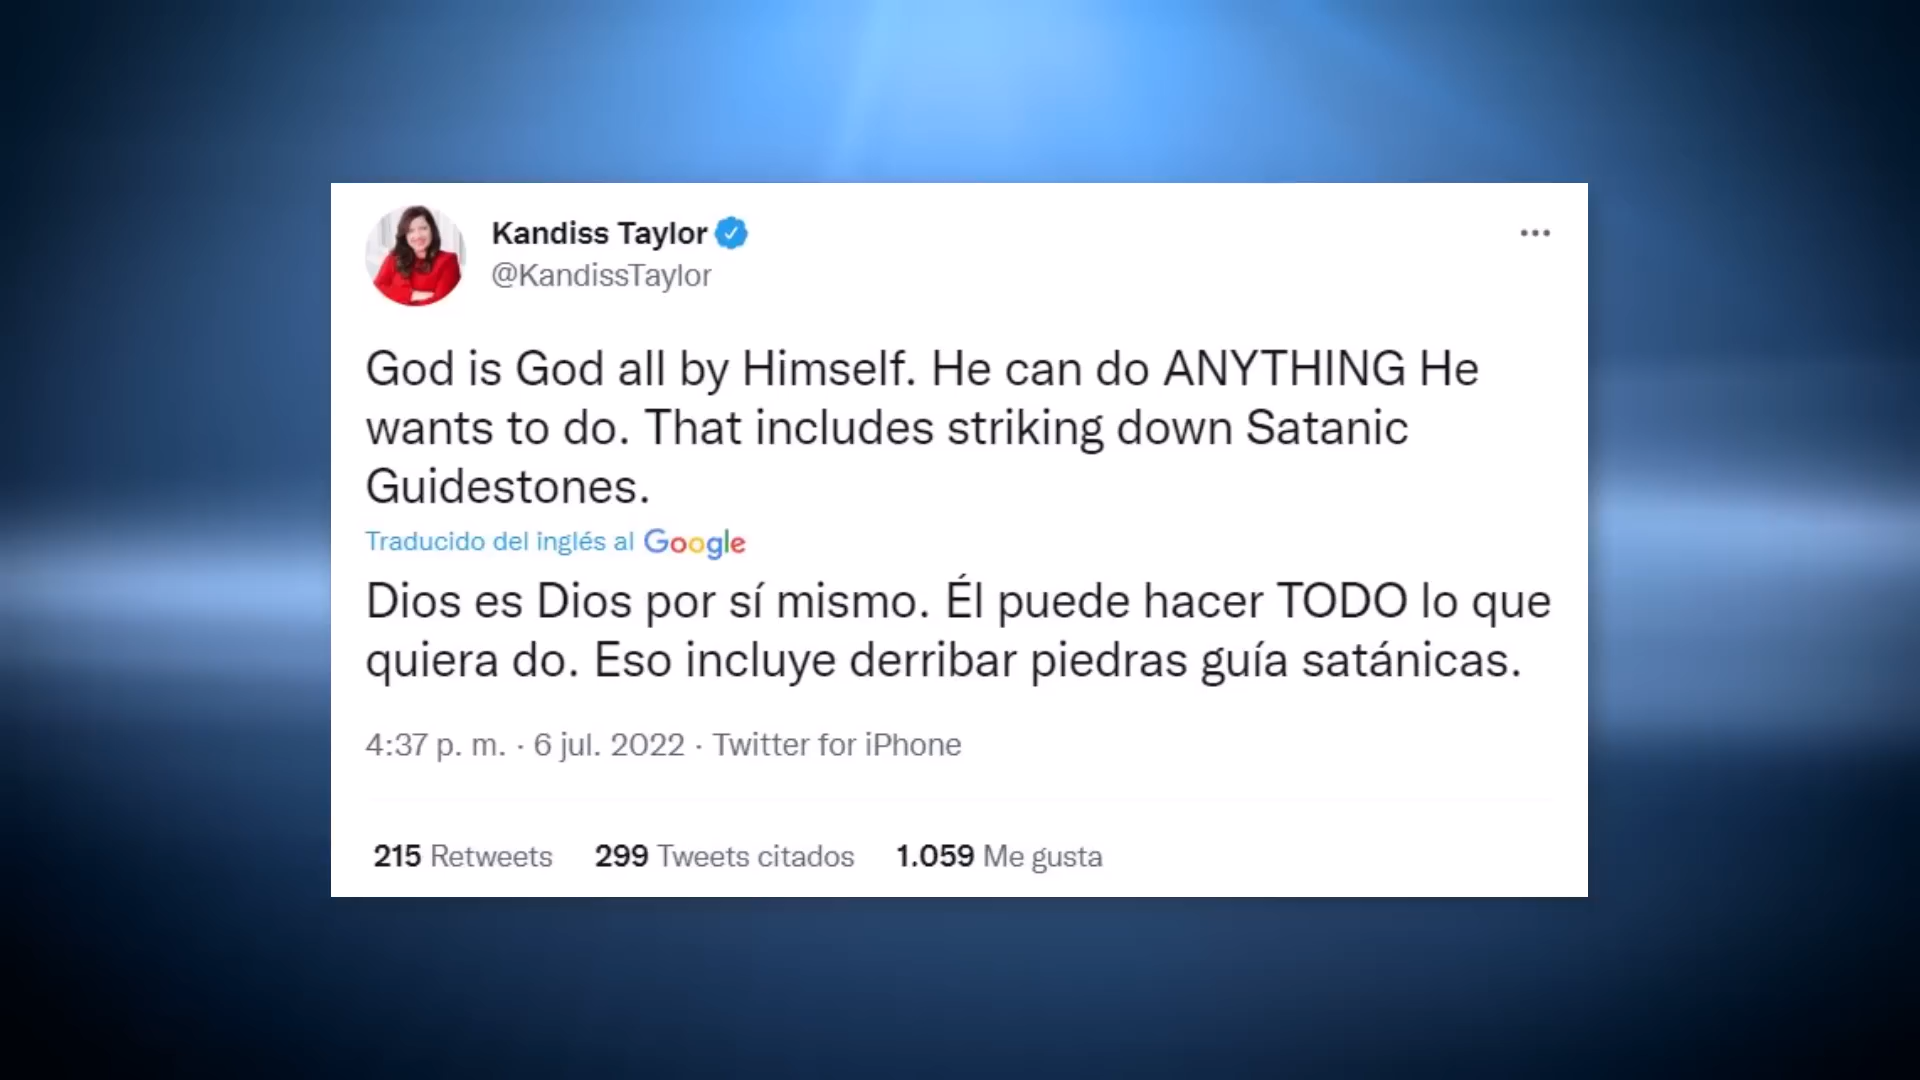 Kandiss Taylor
@KandissTaylor
God is God all by Himself. He can do ANYTHING He
wants to do. That includes striking down Satanic
Guidestones.
Traducido del inglés al Google
Dios es Dios por sí mismo. Él puede hacer TODO lo que
quiera do. Eso incluye derribar piedras guía satánicas.
4:37 p. m. · 6 jul. 2022 · Twitter for iPhone
215 Retweets 299 Tweets citados 1.059 Me gusta